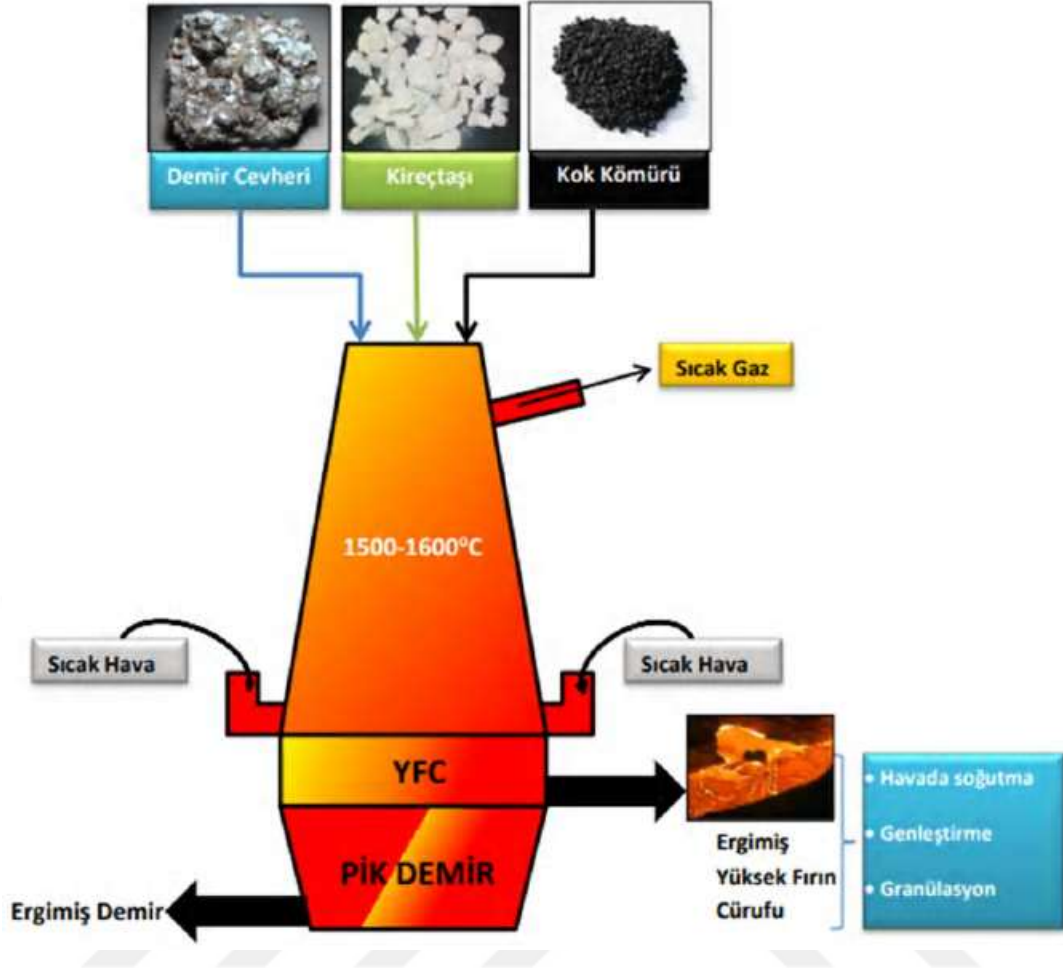 Demir Cevheri
Kireçtaşı
Kok Kömürü
Sıcak Gaz
1500-1600°C
Sıcak Hava
Sıcak Hava
YFC
PİK DEMİR
Ergimiş Demir
Ergimiş
Yüksek Fırın
Cürufu
• Havada soğutma
• Genleştirme
• Granülasyon